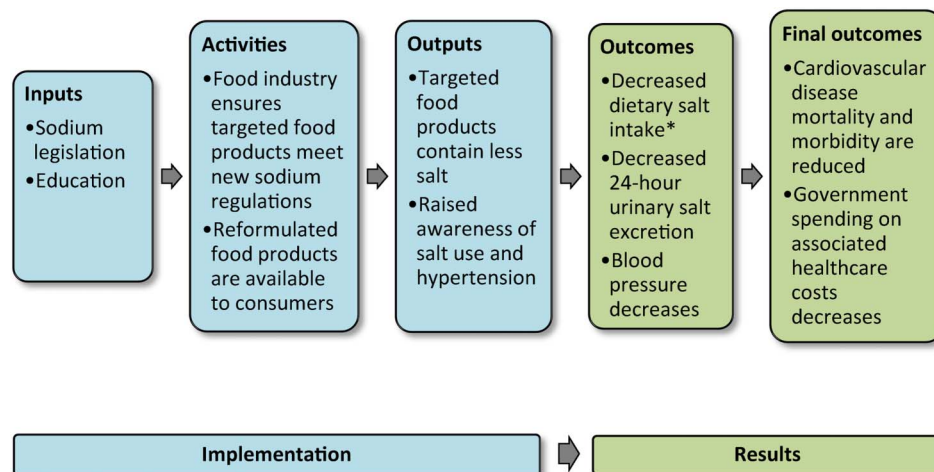 Inputs
•Sodium
legislation
•Education
Activities
•Food industry
ensures
targeted food
products meet
new sodium
regulations
•Reformulated
food products
are available
to consumers
Outputs
•Targeted
food
products
contain less
salt
•Raised
awareness of
salt use and
hypertension
Outcomes
•Decreased
dietary salt
intake*
•Decreased
24-hour
urinary salt
excretion
•Blood
pressure
decreases
Final outcomes
•Cardiovascular
disease
mortality and
morbidity are
reduced
•Government
spending on
associated
healthcare
costs
decreases
Implementation
Results